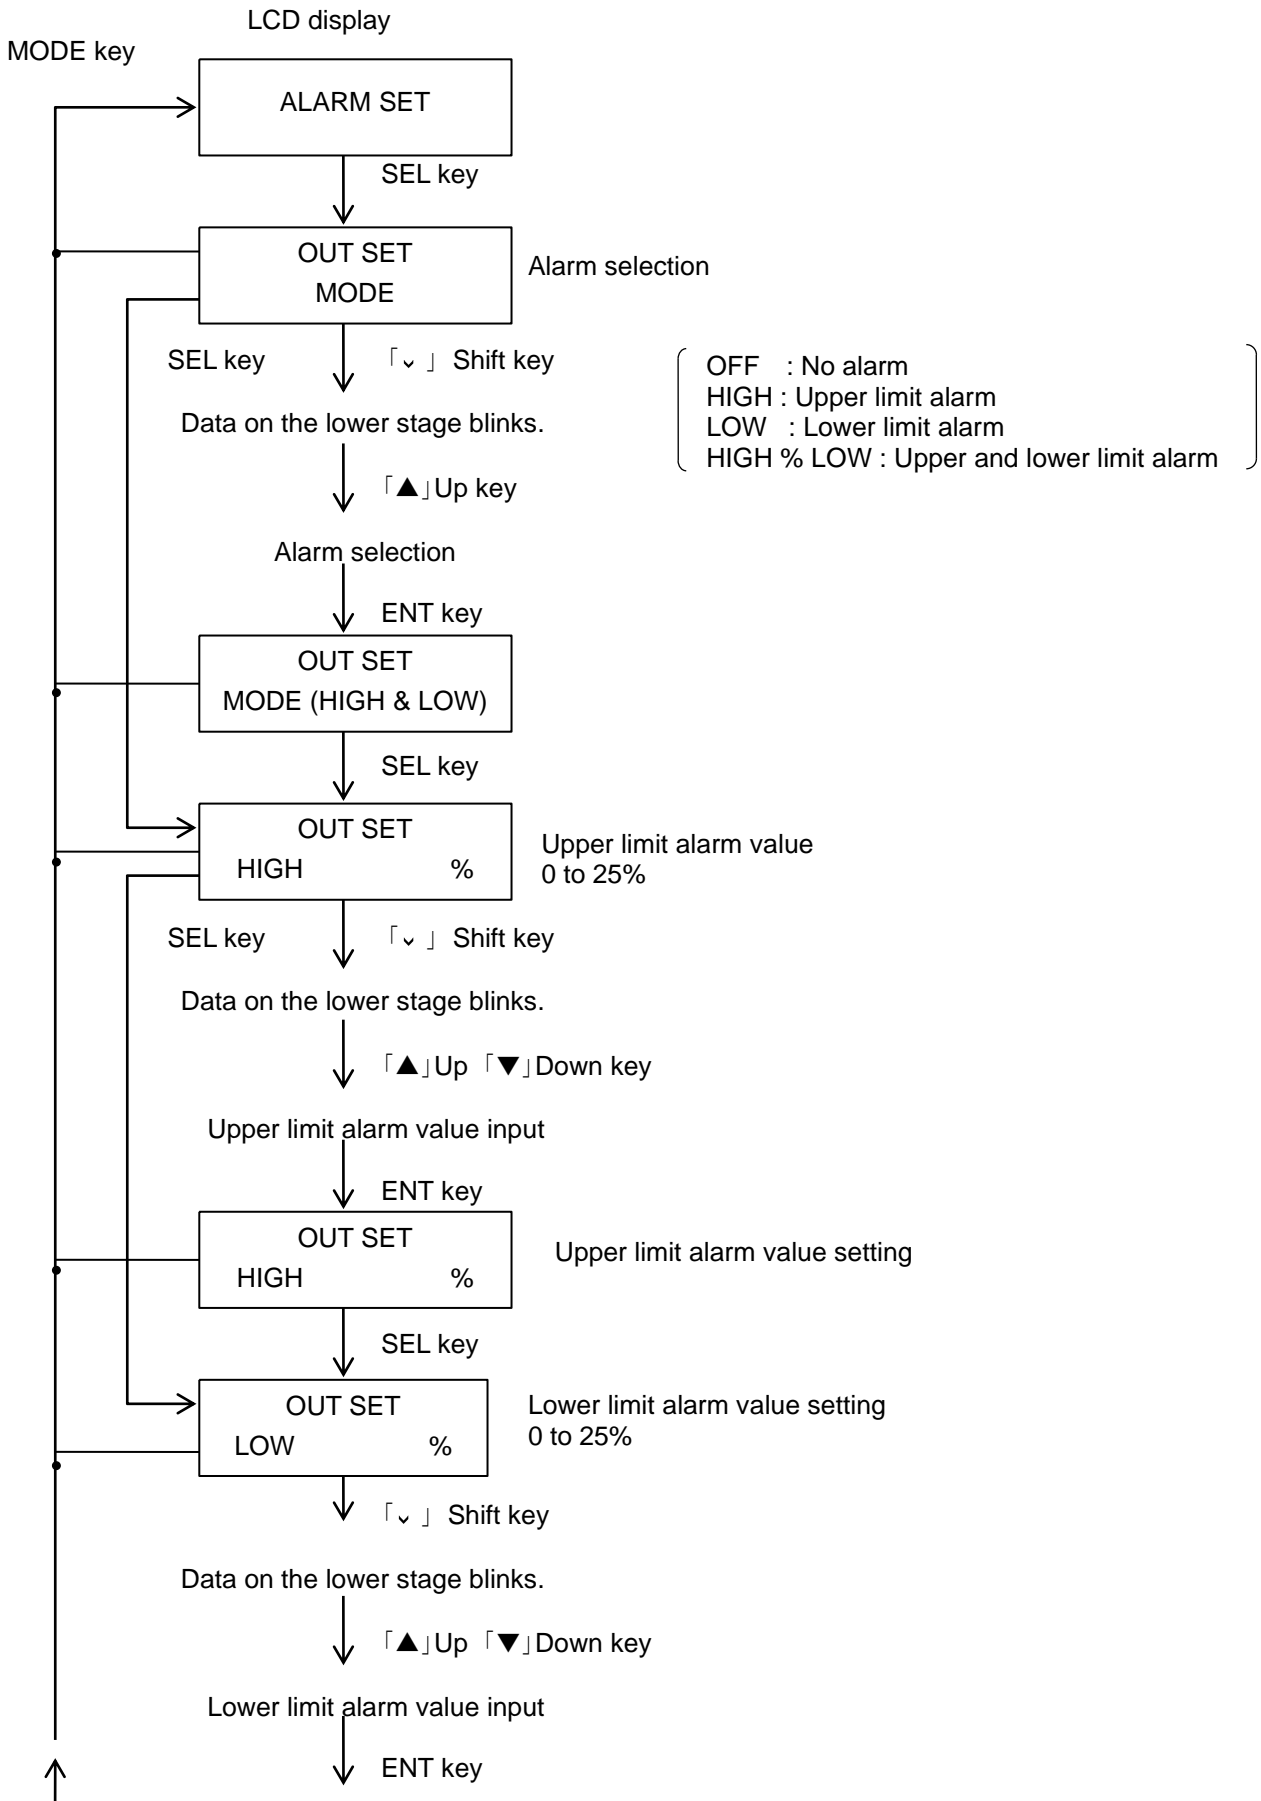 LCD display
MODE key
ALARM SET
SEL key
OUT SET
MODE
Alarm selection
SEL key 「⌄」 Shift key
OFF : No alarm
HIGH : Upper limit alarm
LOW : Lower limit alarm
HIGH % LOW : Upper and lower limit alarm
Data on the lower stage blinks.
「▲」Up key
Alarm selection
ENT key
OUT SET
MODE (HIGH & LOW)
SEL key
OUT SET
HIGH %
Upper limit alarm value
0 to 25%
SEL key 「⌄」 Shift key
Data on the lower stage blinks.
「▲」Up 「▼」Down key
Upper limit alarm value input
ENT key
OUT SET
HIGH %
Upper limit alarm value setting
SEL key
OUT SET
LOW %
Lower limit alarm value setting
0 to 25%
「⌄」 Shift key
Data on the lower stage blinks.
「▲」Up 「▼」Down key
Lower limit alarm value input
ENT key